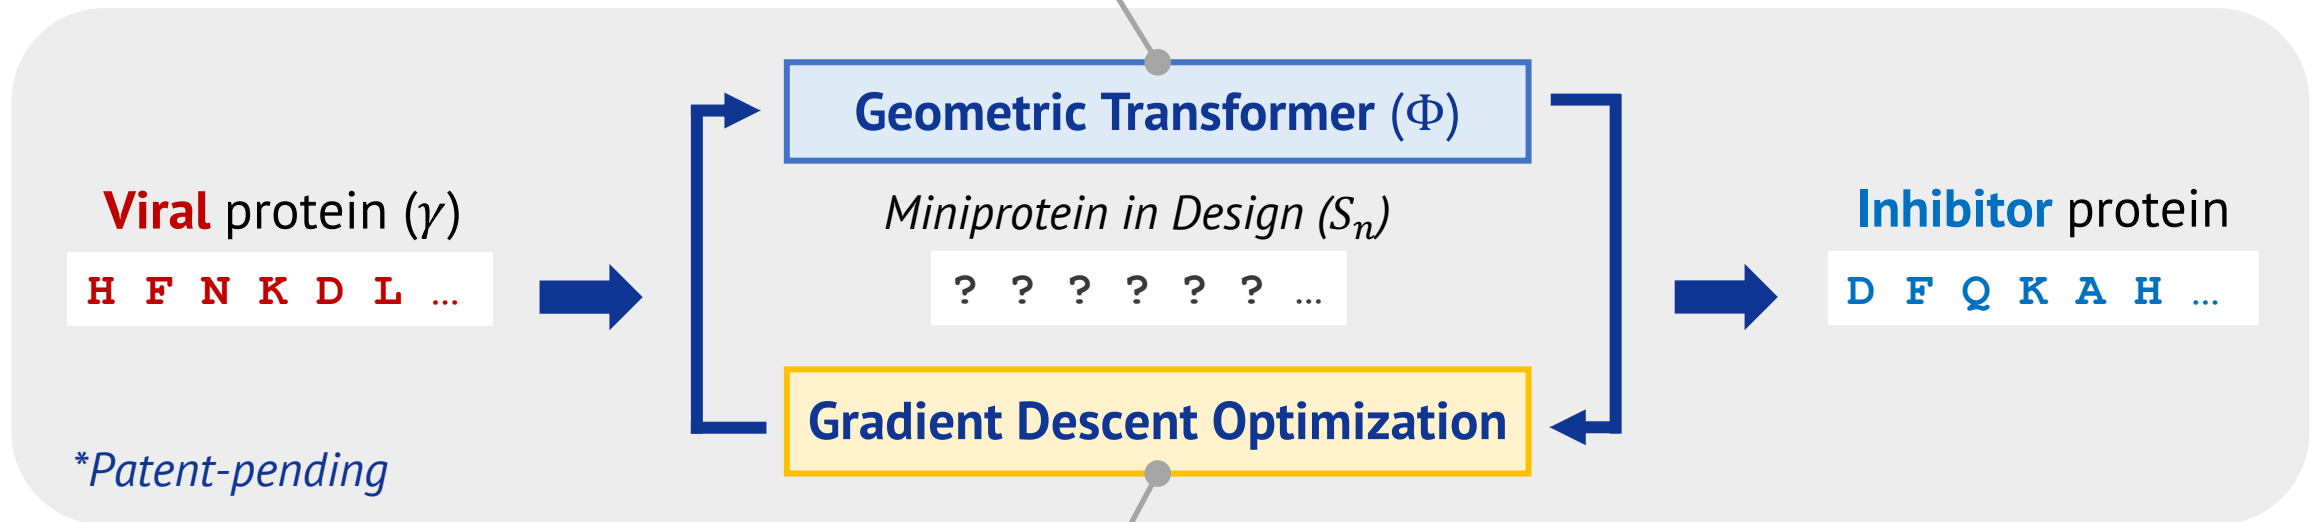 Geometric Transformer (Φ)
Viral protein (γ)
H F N K D L ...
Miniprotein in Design (Sₙ)
? ? ? ? ? ? ...
Inhibitor protein
D F Q K A H ...
Gradient Descent Optimization
*Patent-pending